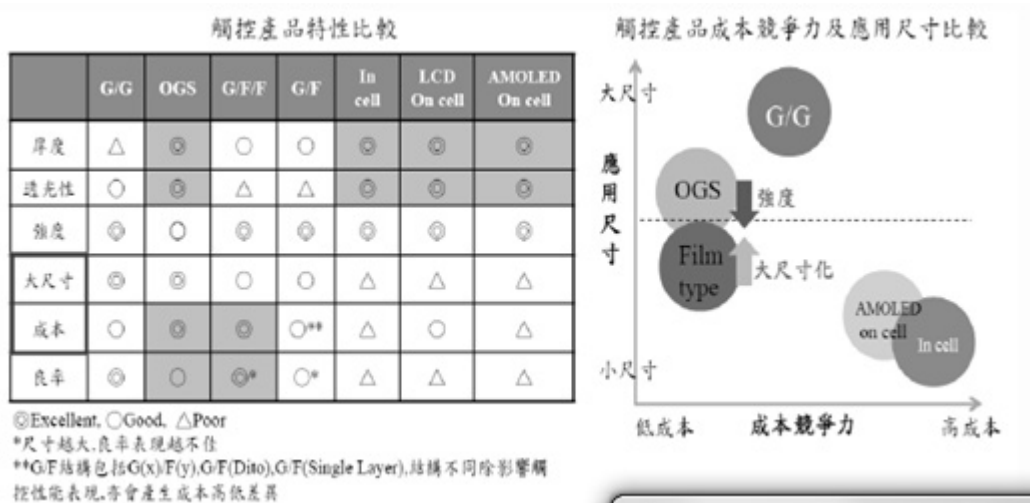 觸控產品特性比較
G/G OGS G/F/F G/F In cell LCD On cell AMOLED On cell
厚度 △ ◎ ○ ○ ◎ ◎ ◎
透光性 ○ ◎ △ △ ◎ ◎ ◎
強度 ◎ ○ ◎ ◎ ◎ ◎ ◎
大尺寸 ◎ ◎ ○ ○ △ △ △
成本 ○ ◎ ◎ ○** △ ○ △
良率 ◎ ○ ◎* ○* △ △ △
◎Excellent, ○Good, △Poor
*尺寸越大,良率表現越不佳
**G/F結構包括G(x)/F(y),G/F(Dito),G/F(Single Layer),結構不同除影響觸
控性能表現,亦會產生成本高低差異
觸控產品成本競爭力及應用尺寸比較
大尺寸
應用尺寸
小尺寸
G/G
OGS
強度
Film
type
大尺寸化
AMOLED
on cell
In cell
低成本 成本競爭力 高成本